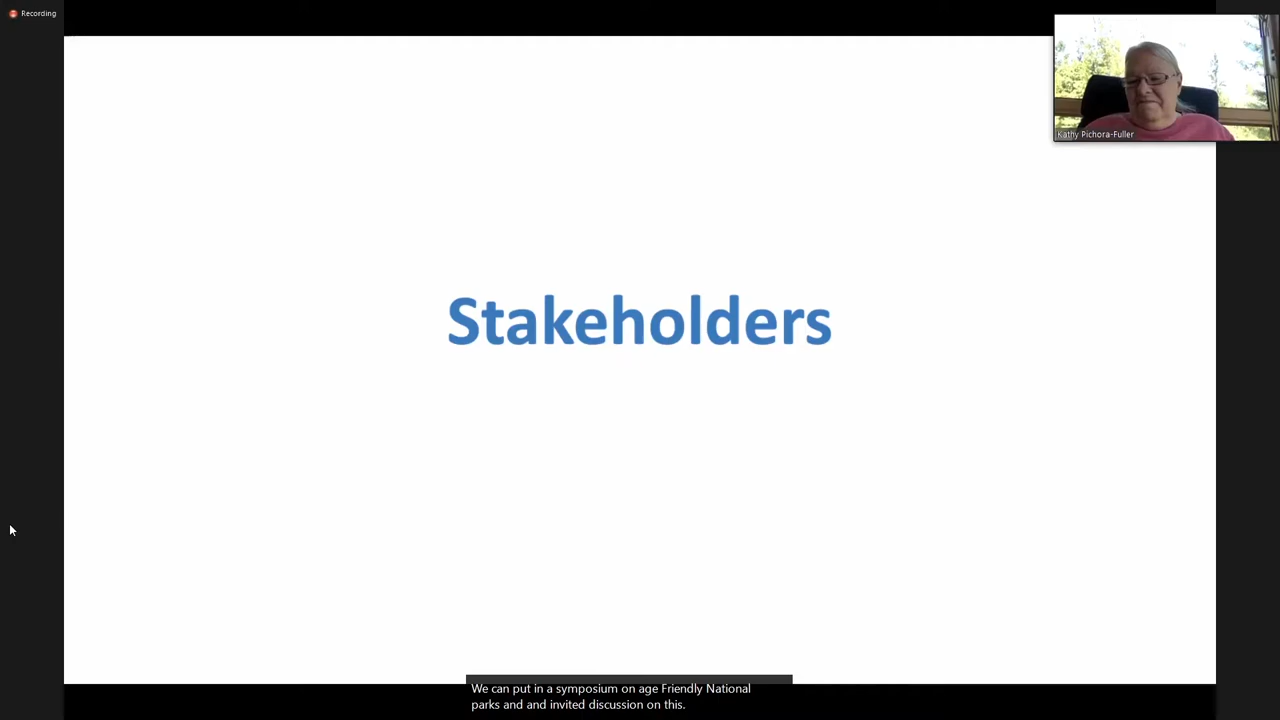 Recording
Kathy Pichora-Fuller
Stakeholders
We can put in a symposium on age Friendly National
parks and and invited discussion on this.